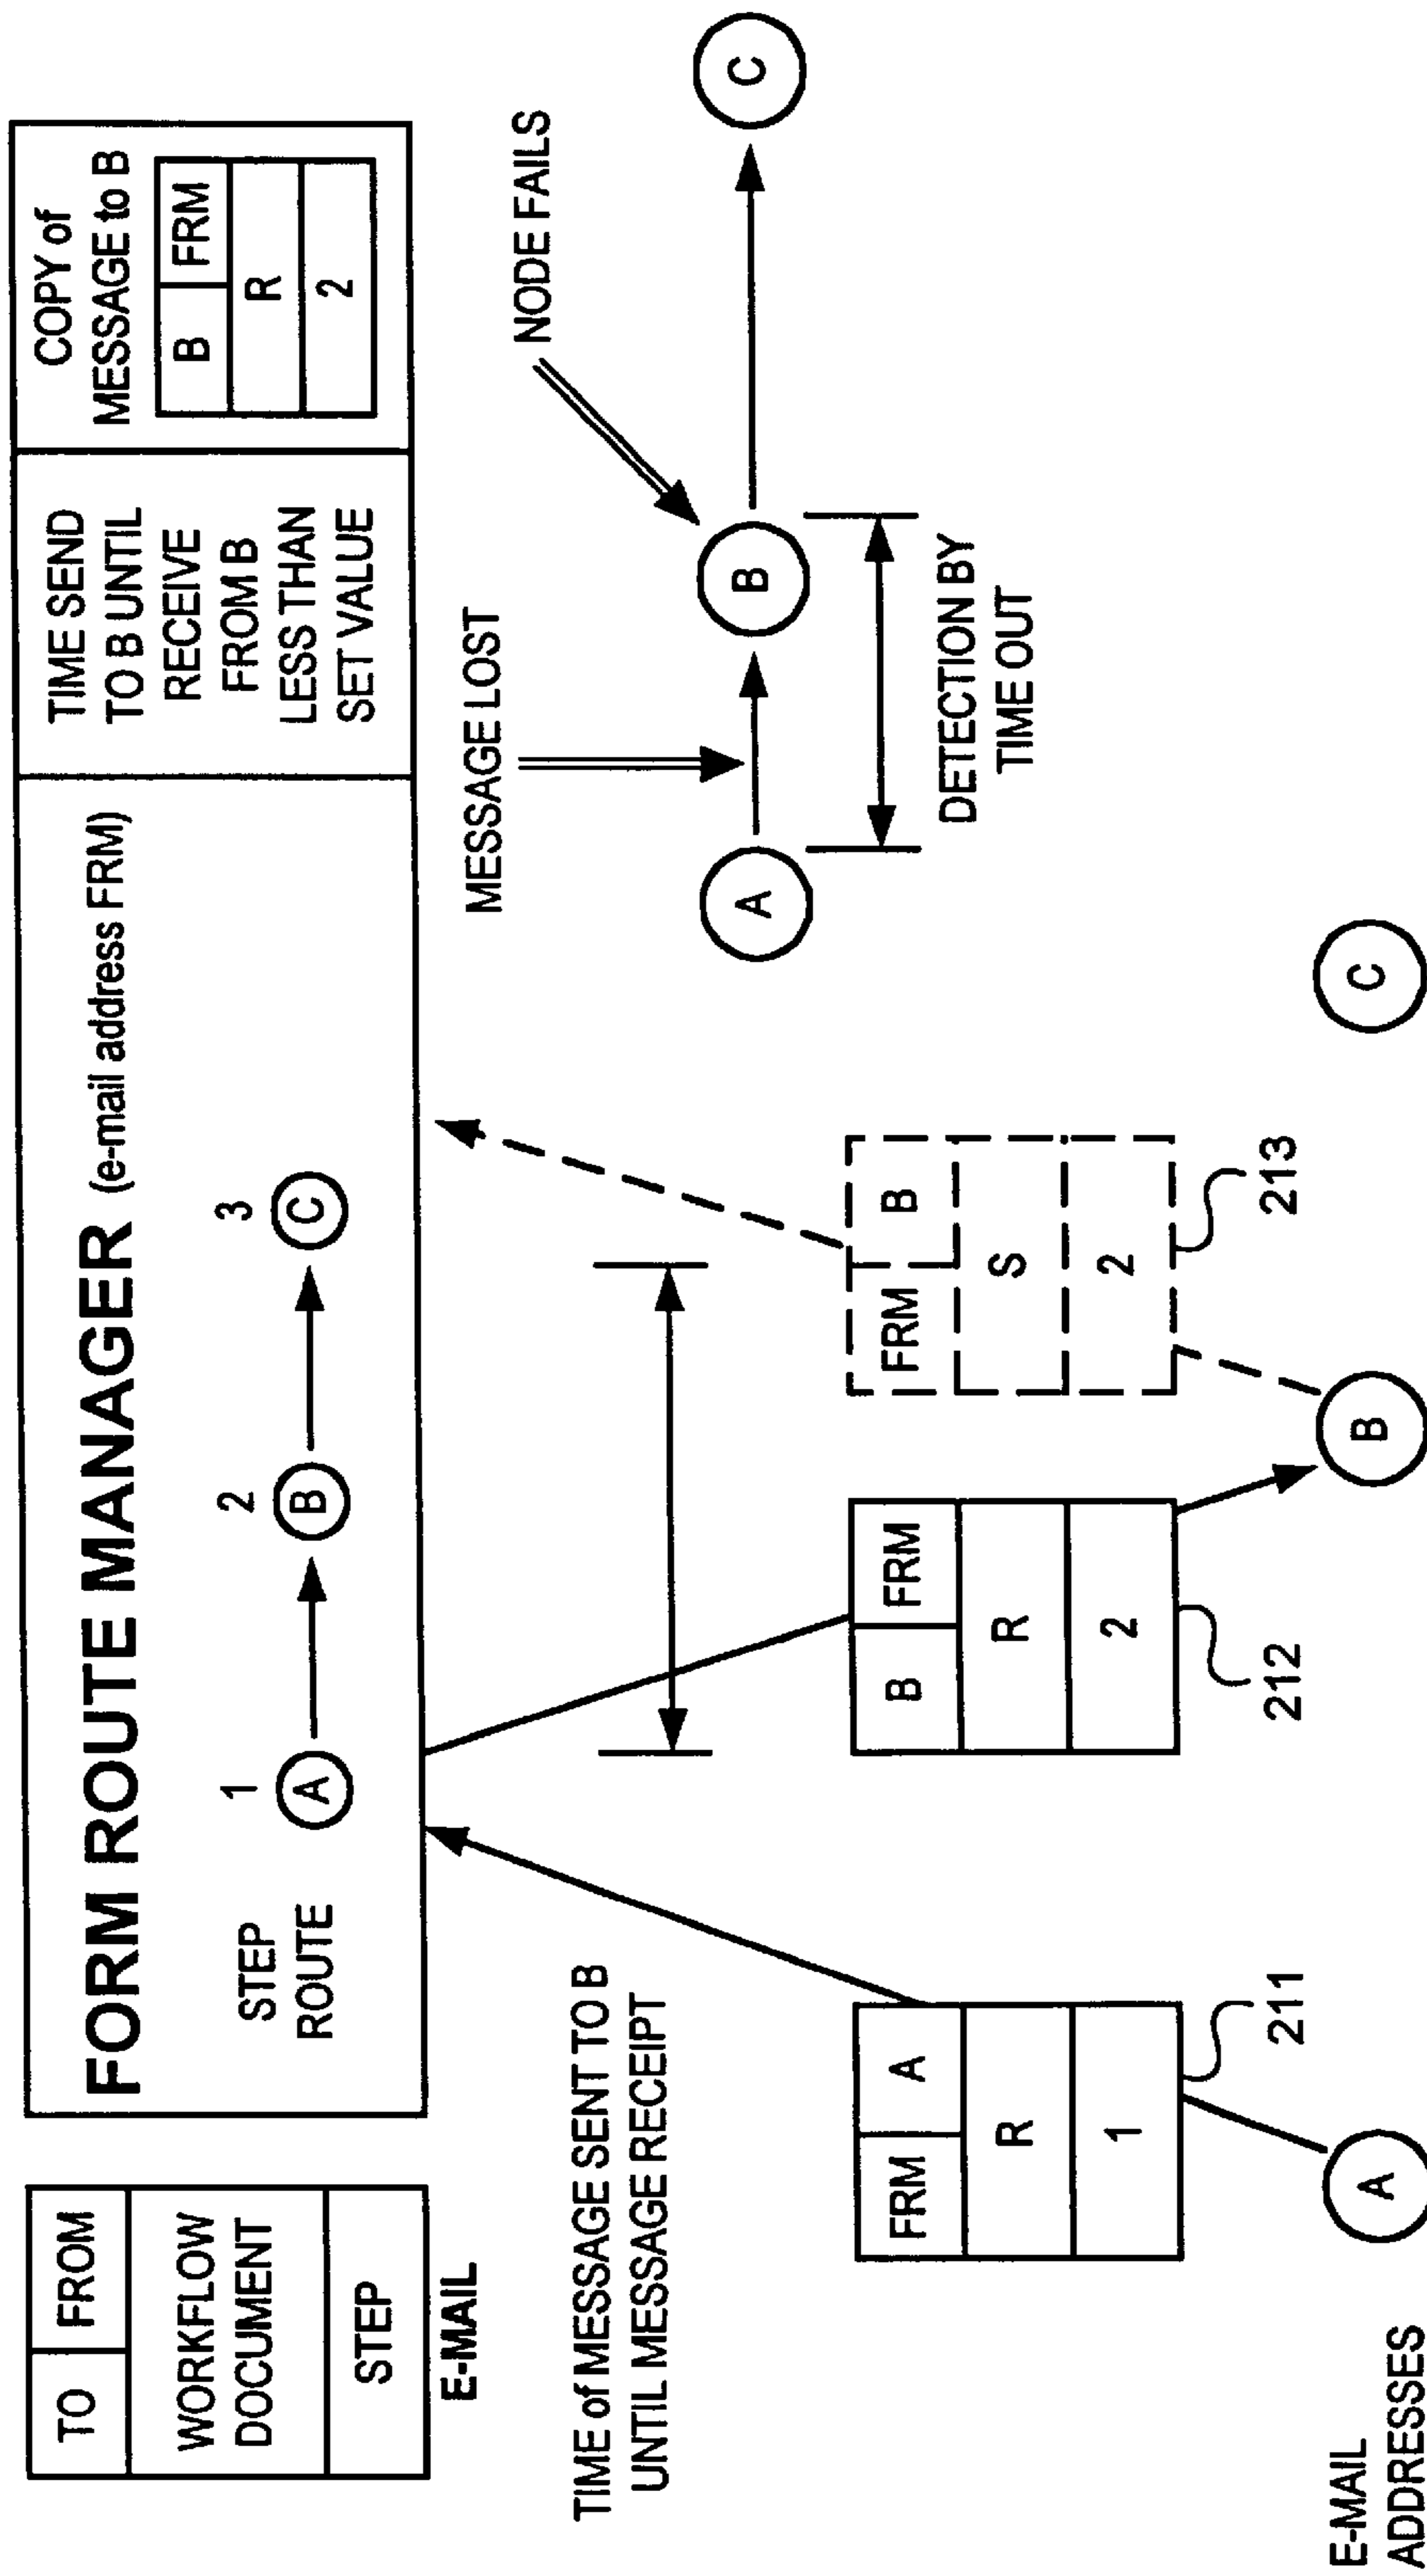 TO FROM
WORKFLOW
DOCUMENT
STEP
E-MAIL
FORM ROUTE MANAGER (e-mail address FRM)
1 2 3
STEP
ROUTE
A B C
TIME SEND
TO B UNTIL
RECEIVE
FROM B
LESS THAN
SET VALUE
COPY of
MESSAGE to B
B FRM
R
2
TIME of MESSAGE SENT TO B
UNTIL MESSAGE RECEIPT
MESSAGE LOST
NODE FAILS
A B C
DETECTION BY
TIME OUT
FRM A
R
1
211
B FRM
R
2
212
FRM B
S
2
213
E-MAIL
ADDRESSES
A B C